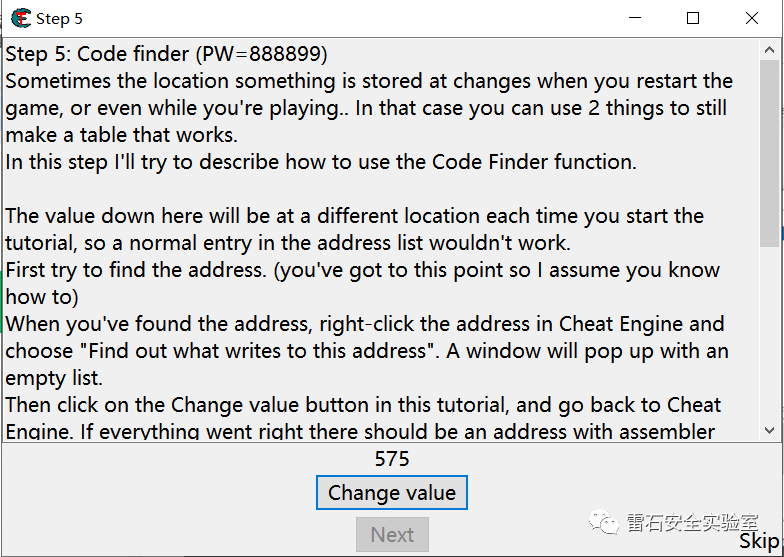 Step 5
Step 5: Code finder (PW=888899)
Sometimes the location something is stored at changes when you restart the
game, or even while you're playing.. In that case you can use 2 things to still
make a table that works.
In this step I'll try to describe how to use the Code Finder function.
The value down here will be at a different location each time you start the
tutorial, so a normal entry in the address list wouldn't work.
First try to find the address. (you've got to this point so I assume you know
how to)
When you've found the address, right-click the address in Cheat Engine and
choose "Find out what writes to this address". A window will pop up with an
empty list.
Then click on the Change value button in this tutorial, and go back to Cheat
Engine. If everything went right there should be an address with assembler
575
Change value
雷石安全实验室
Next
Skip